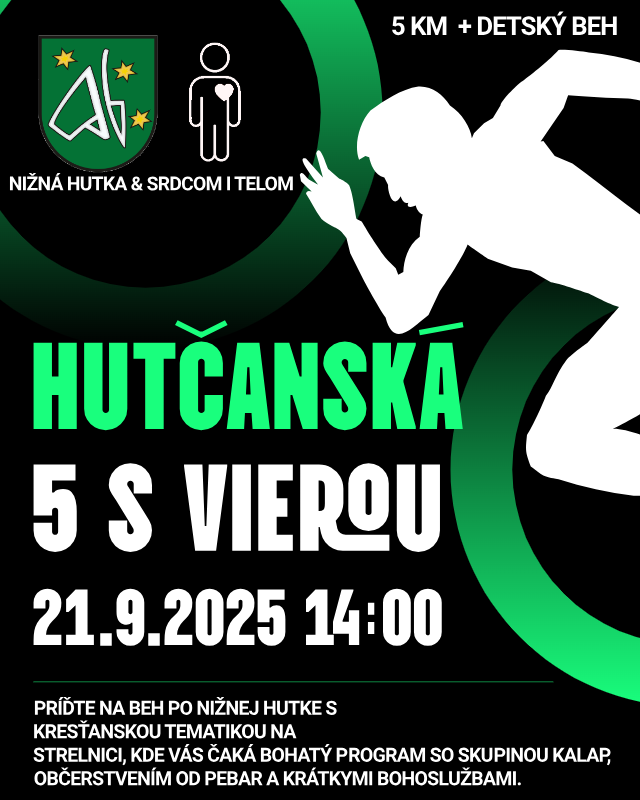 5 KM + DETSKÝ BEH
NIŽNÁ HUTKA & SRDCOM I TELOM
HUTČANSKÁ
5 S VIEROU
21.9.2025 14:00
PRÍĎTE NA BEH PO NIŽNEJ HUTKE S
KRESŤANSKOU TEMATIKOU NA
STRELNICI, KDE VÁS ČAKÁ BOHATÝ PROGRAM SO SKUPINOU KALAP,
OBČERSTVENÍM OD PEBAR A KRÁTKYMI BOHOSLUŽBAMI.